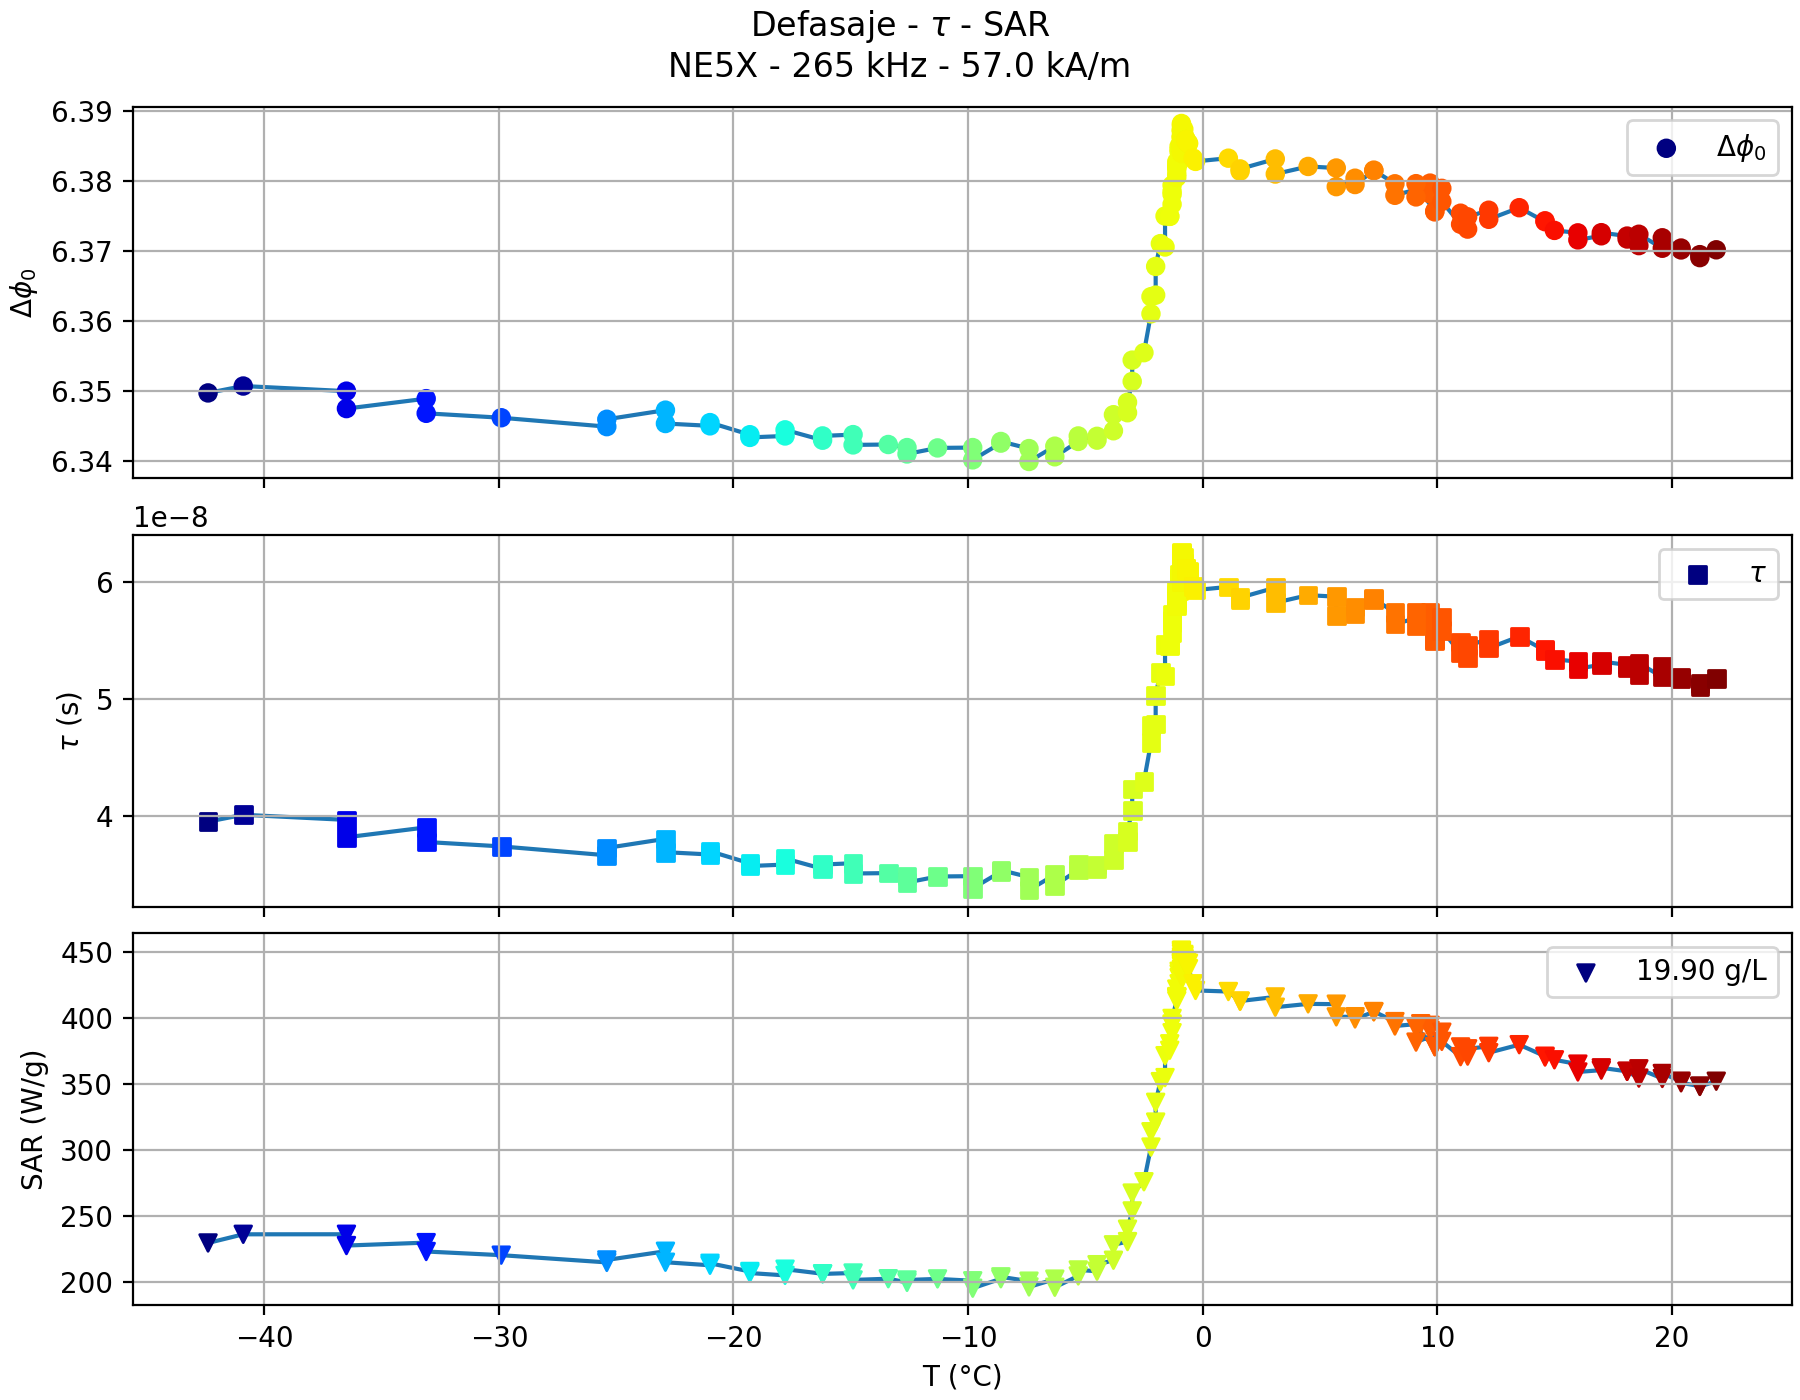 Defasaje - τ - SAR
NE5X - 265 kHz - 57.0 kA/m
6.39
6.38
6.37
6.36
6.35
6.34
Δϕ₀
Δϕ₀
1e−8
6
5
4
τ (s)
τ
450
400
350
300
250
200
SAR (W/g)
19.90 g/L
−40
−30
−20
−10
0
10
20
T (°C)